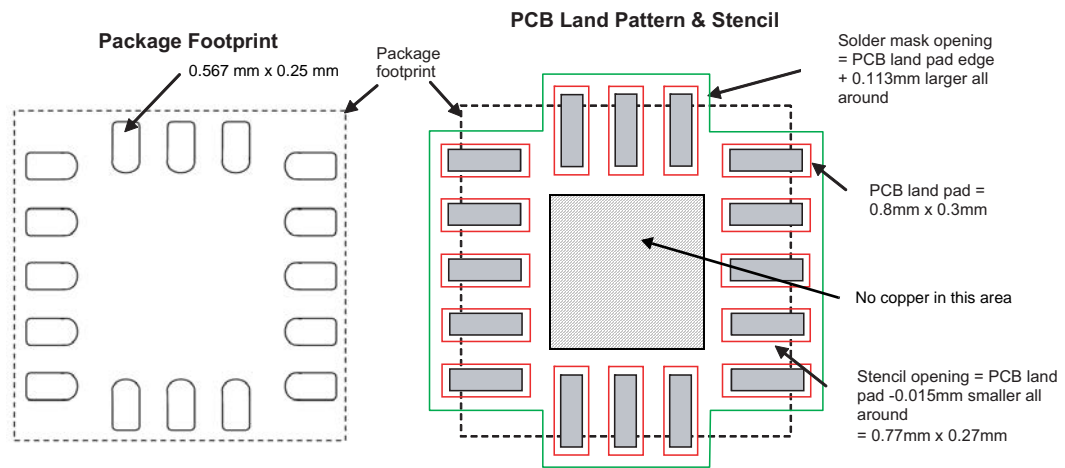 PCB Land Pattern & Stencil
Package Footprint
0.567 mm x 0.25 mm
Package
footprint
Solder mask opening
= PCB land pad edge
+ 0.113mm larger all
around
PCB land pad =
0.8mm x 0.3mm
No copper in this area
Stencil opening = PCB land
pad -0.015mm smaller all
around
= 0.77mm x 0.27mm